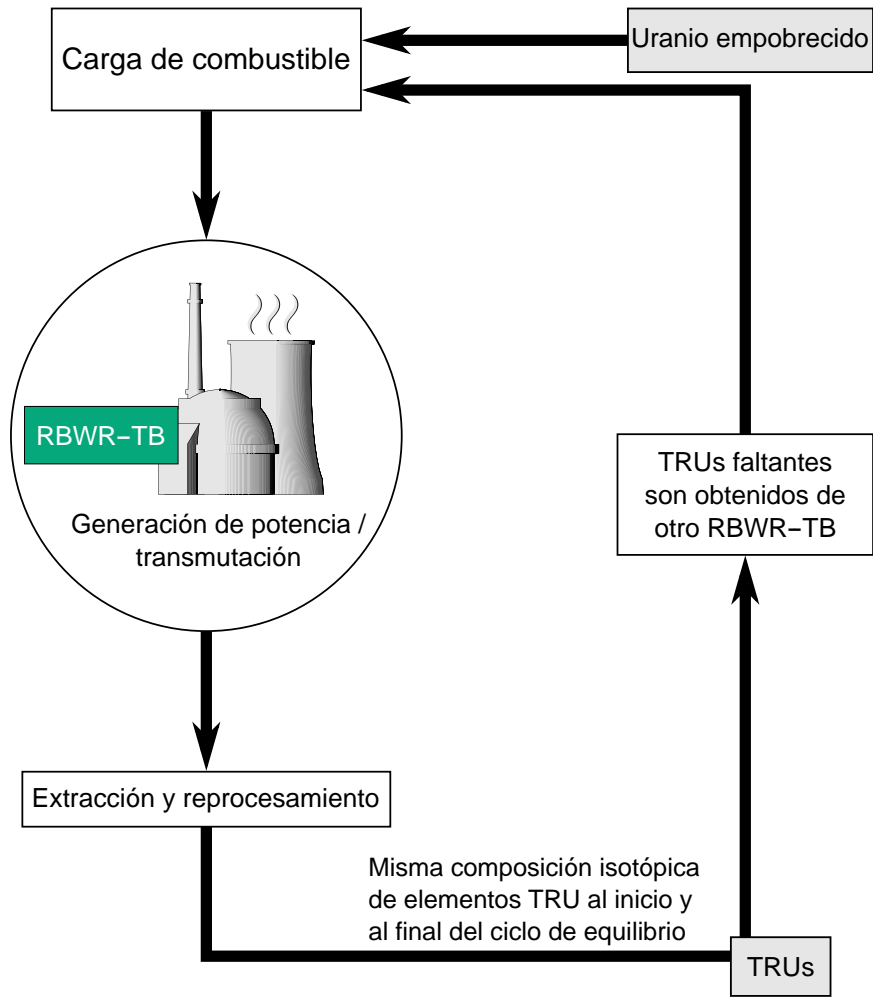 Carga de combustible
Uranio empobrecido
RBWR–TB
Generación de potencia /
transmutación
TRUs faltantes
son obtenidos de
otro RBWR–TB
Extracción y reprocesamiento
Misma composición isotópica
de elementos TRU al inicio y
al final del ciclo de equilibrio
TRUs